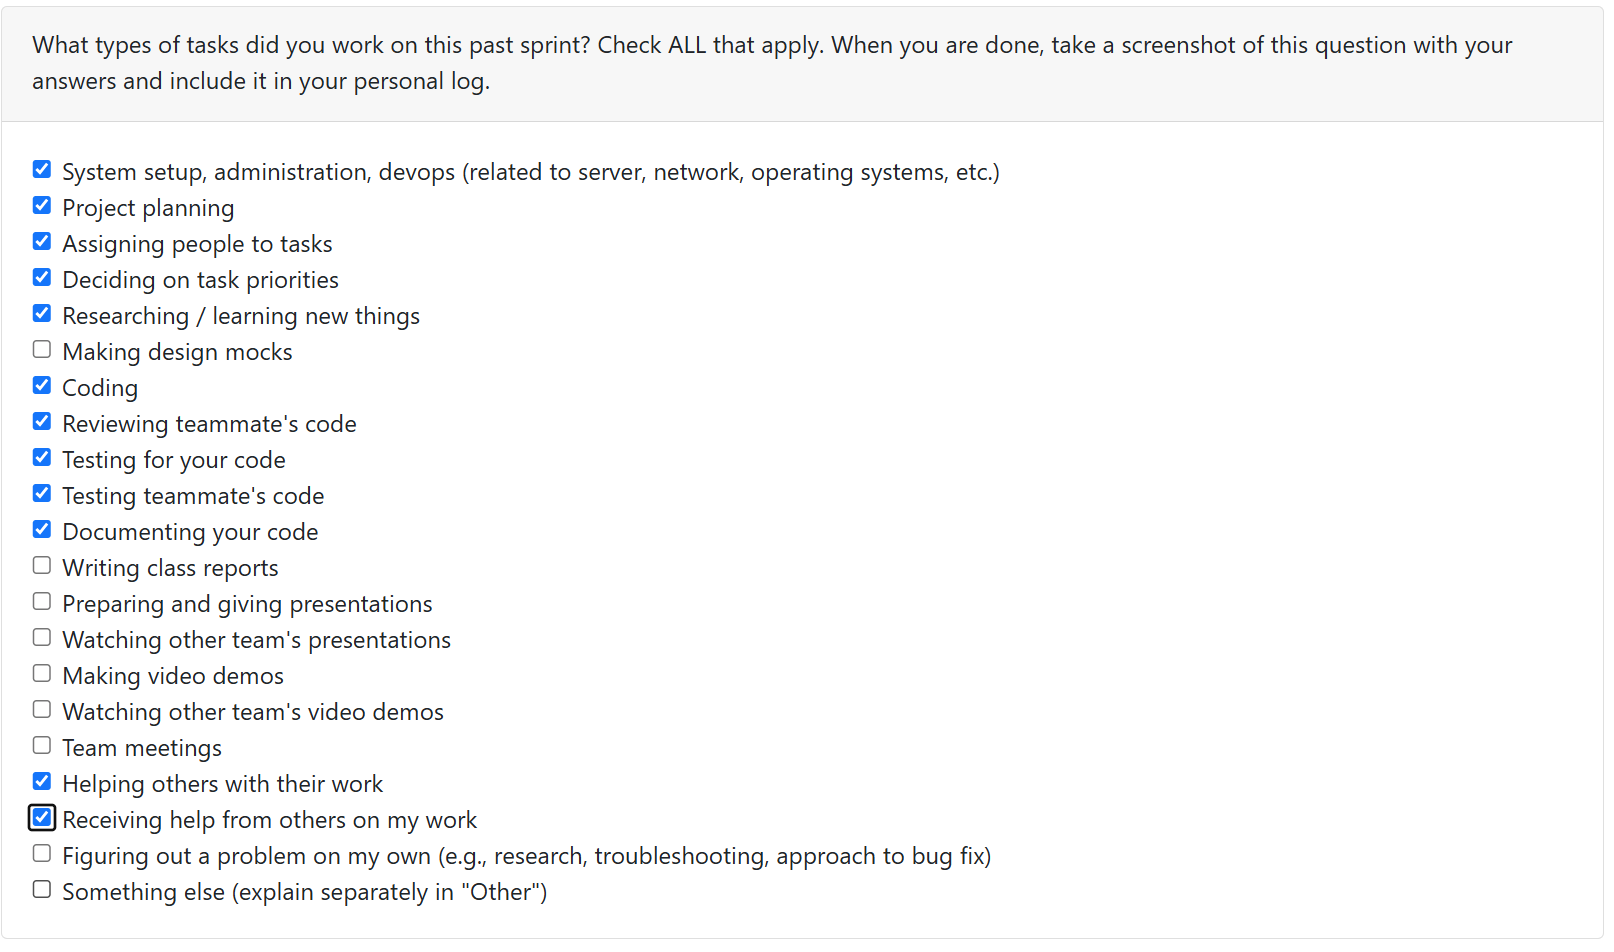 What types of tasks did you work on this past sprint? Check ALL that apply. When you are done, take a screenshot of this question with your
answers and include it in your personal log.
System setup, administration, devops (related to server, network, operating systems, etc.)
Project planning
Assigning people to tasks
Deciding on task priorities
Researching / learning new things
Making design mocks
Coding
Reviewing teammate's code
Testing for your code
Testing teammate's code
Documenting your code
Writing class reports
Preparing and giving presentations
Watching other team's presentations
Making video demos
Watching other team's video demos
Team meetings
Helping others with their work
Receiving help from others on my work
Figuring out a problem on my own (e.g., research, troubleshooting, approach to bug fix)
Something else (explain separately in "Other")